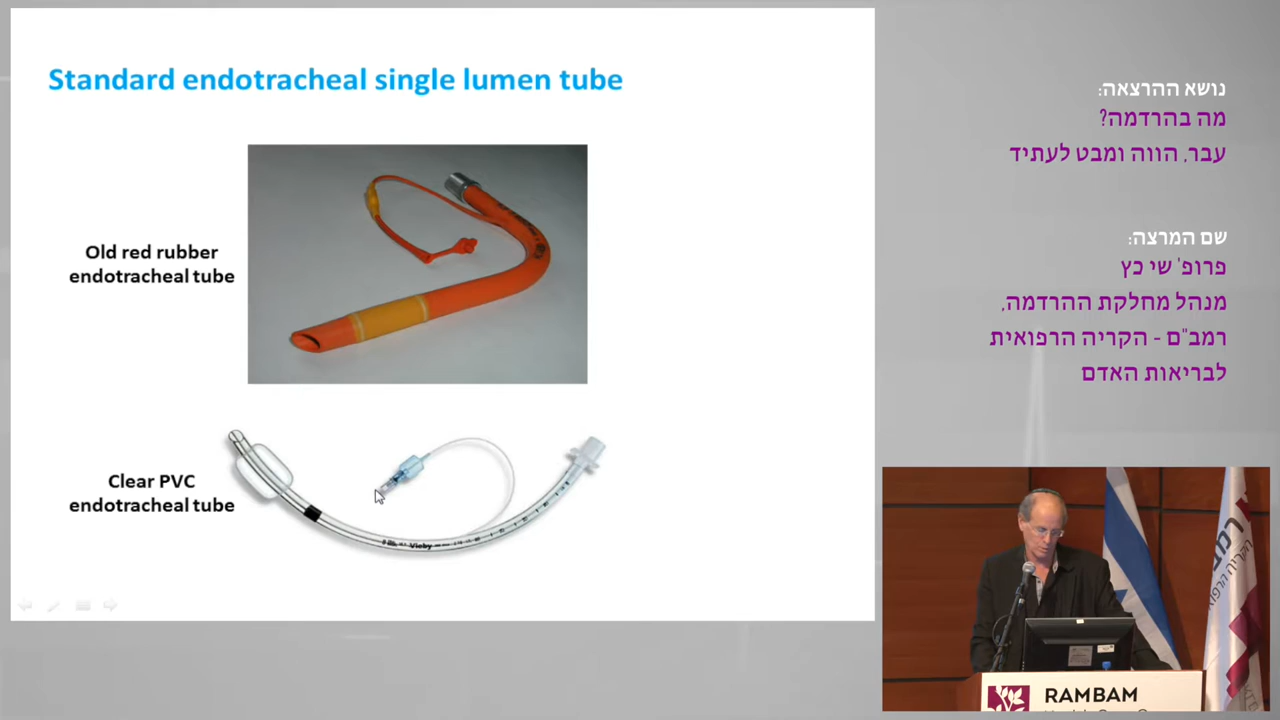 Standard endotracheal single lumen tube
Old red rubber
endotracheal tube
Clear PVC
endotracheal tube
Vicby
נושא ההרצאה:
מה בהרדמה?
עבר, הווה ומבט לעתיד
שם המרצה:
פרופ' שי כץ
מנהל מחלקת ההרדמה,
רמב"ם - הקריה הרפואית
לבריאות האדם
RAMBAM